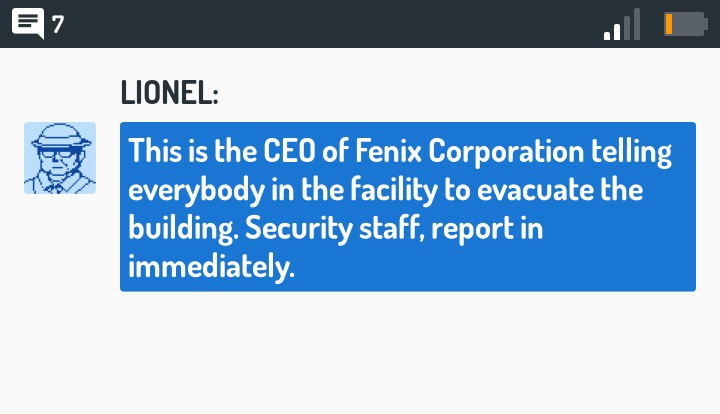 7
LIONEL:
This is the CEO of Fenix Corporation telling
everybody in the facility to evacuate the
building. Security staff, report in
immediately.